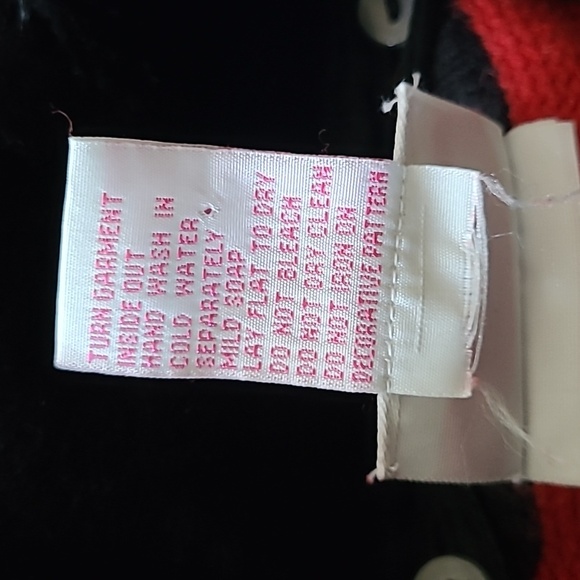 TURN GARMENT
INSIDE OUT
HAND WASH IN
COLD WATER
SEPARATELY
MILD SOAP
LAY FLAT TO DRY
DO NOT BLEACH
DO NOT DRY CLEAN
DO NOT IRON ON
DECORATIVE PATTERN